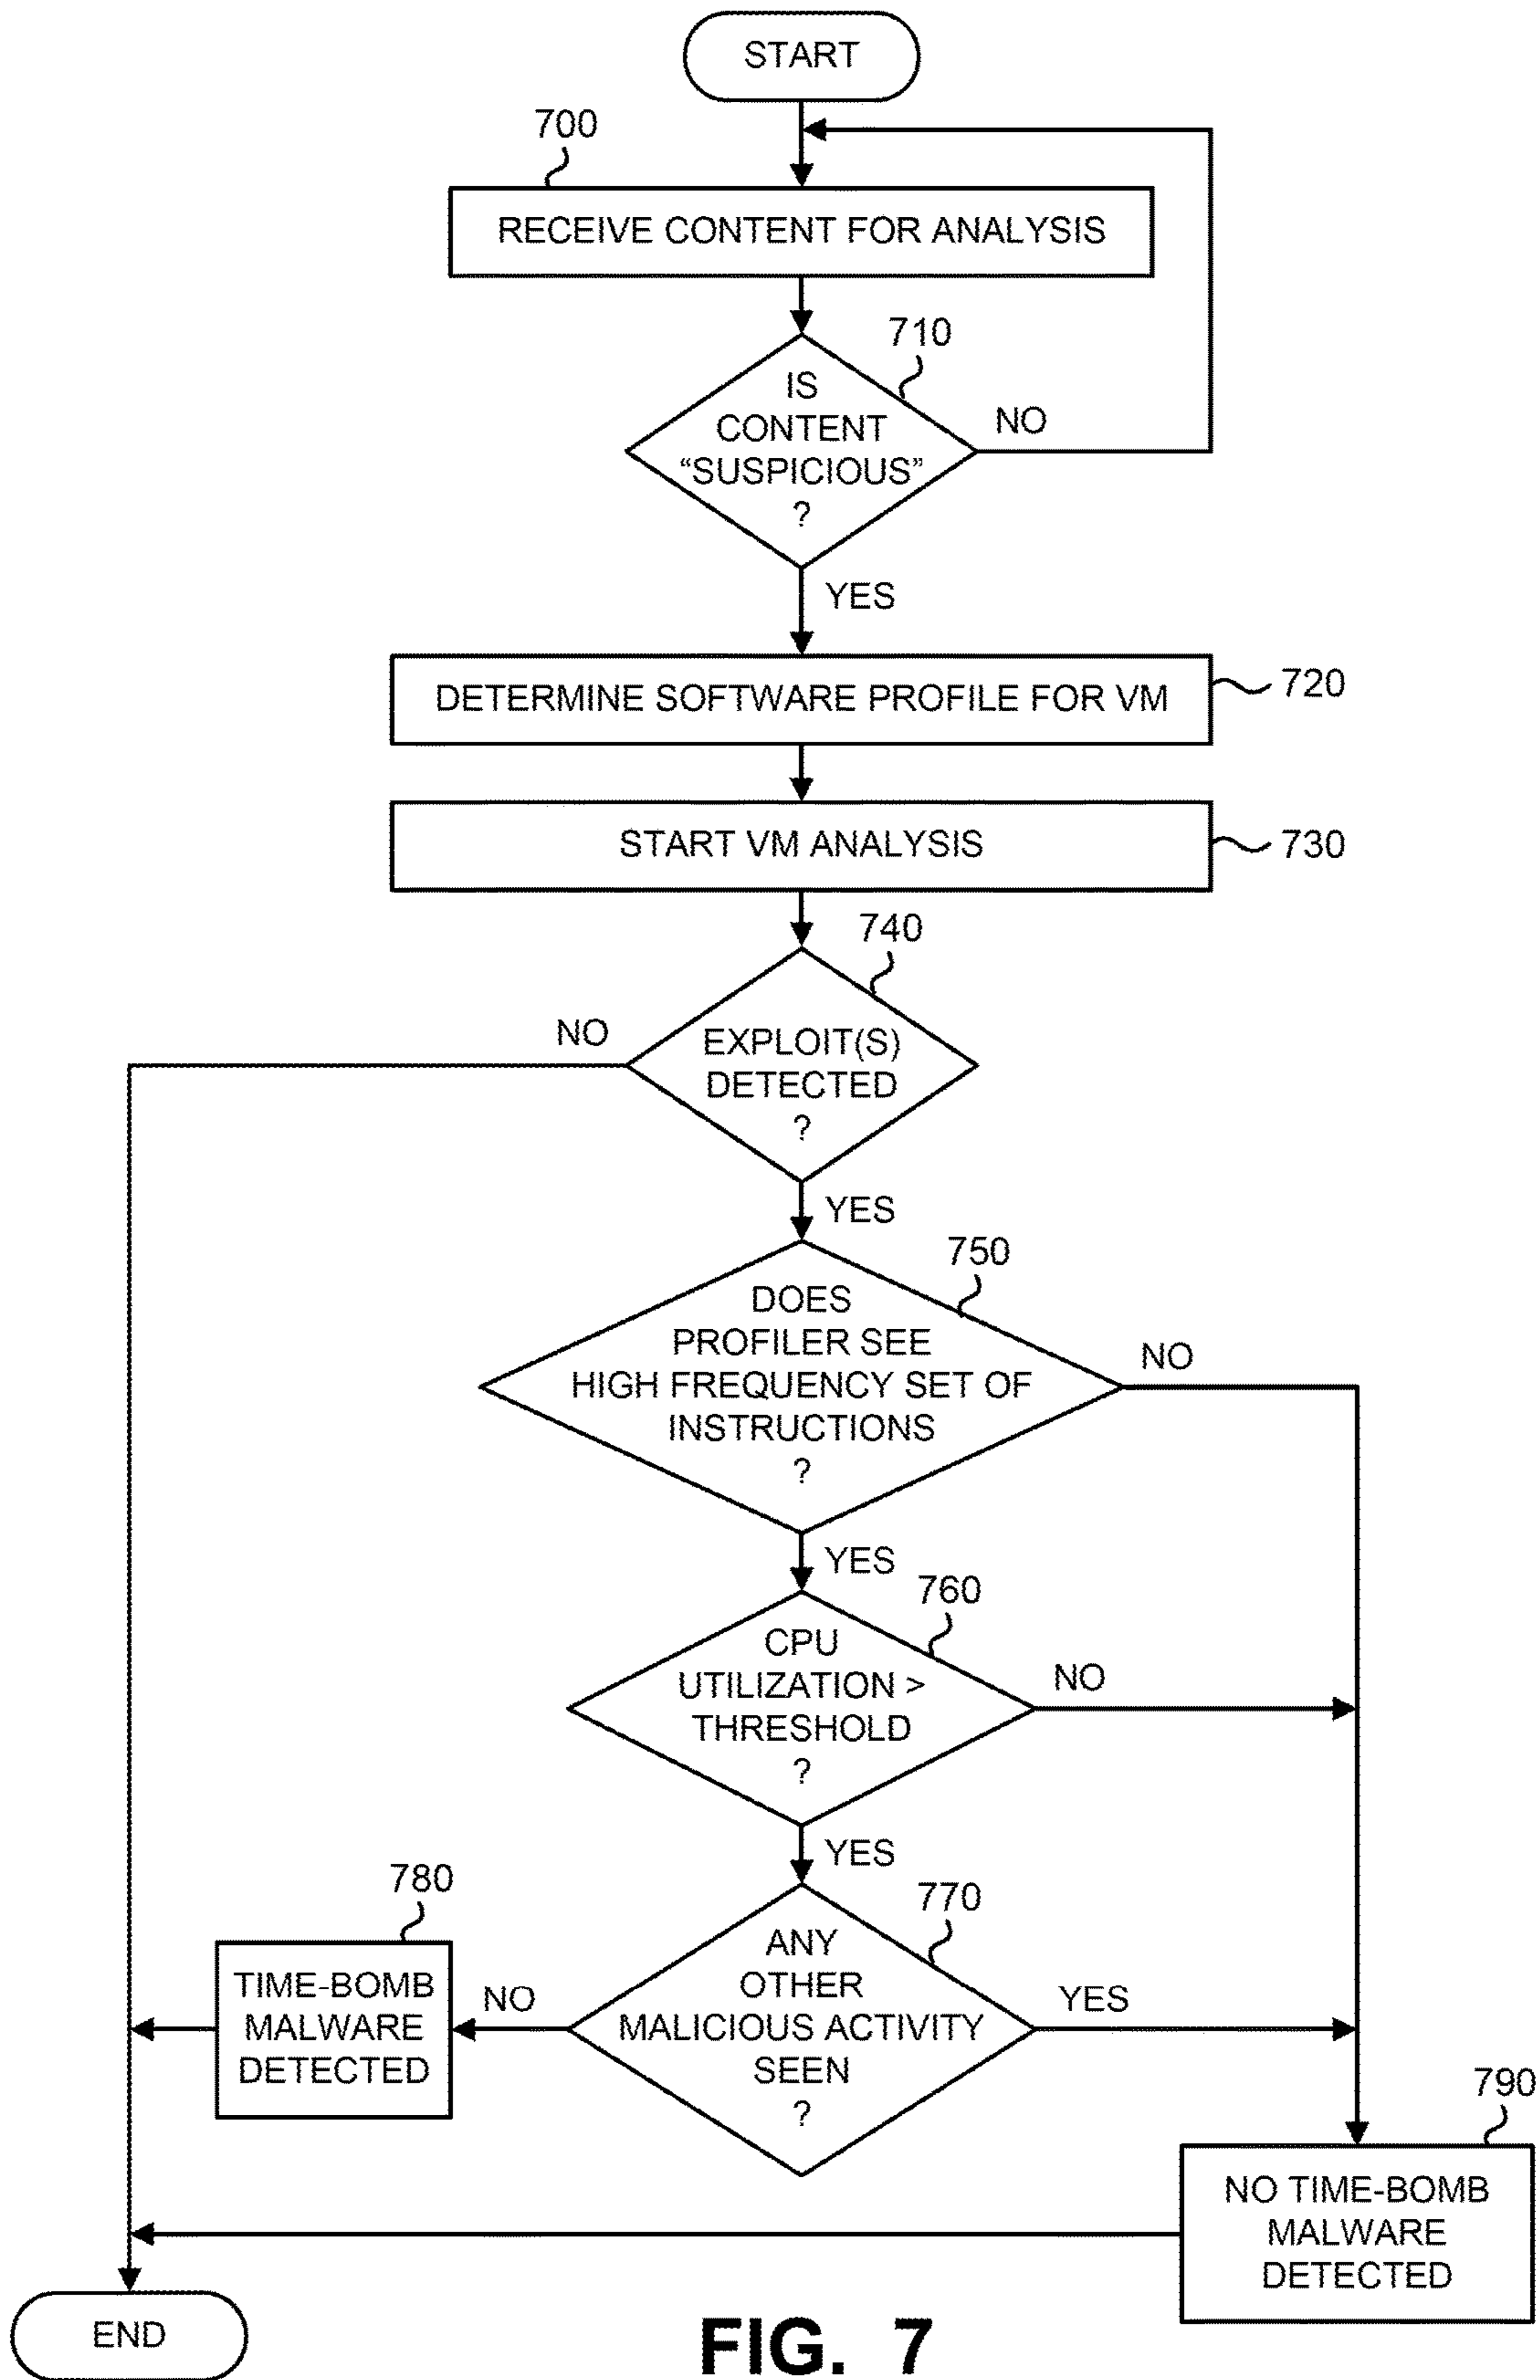 START
700
RECEIVE CONTENT FOR ANALYSIS
710
IS
CONTENT
“SUSPICIOUS”
?
NO
YES
DETERMINE SOFTWARE PROFILE FOR VM
720
START VM ANALYSIS
730
740
NO
EXPLOIT(S)
DETECTED
?
YES
750
DOES
PROFILER SEE
HIGH FREQUENCY SET OF
INSTRUCTIONS
?
NO
YES
760
CPU
UTILIZATION >
THRESHOLD
?
NO
YES
780
770
TIME-BOMB
MALWARE
DETECTED
NO
ANY
OTHER
MALICIOUS ACTIVITY
SEEN
?
YES
790
NO TIME-BOMB
MALWARE
DETECTED
END
FIG. 7